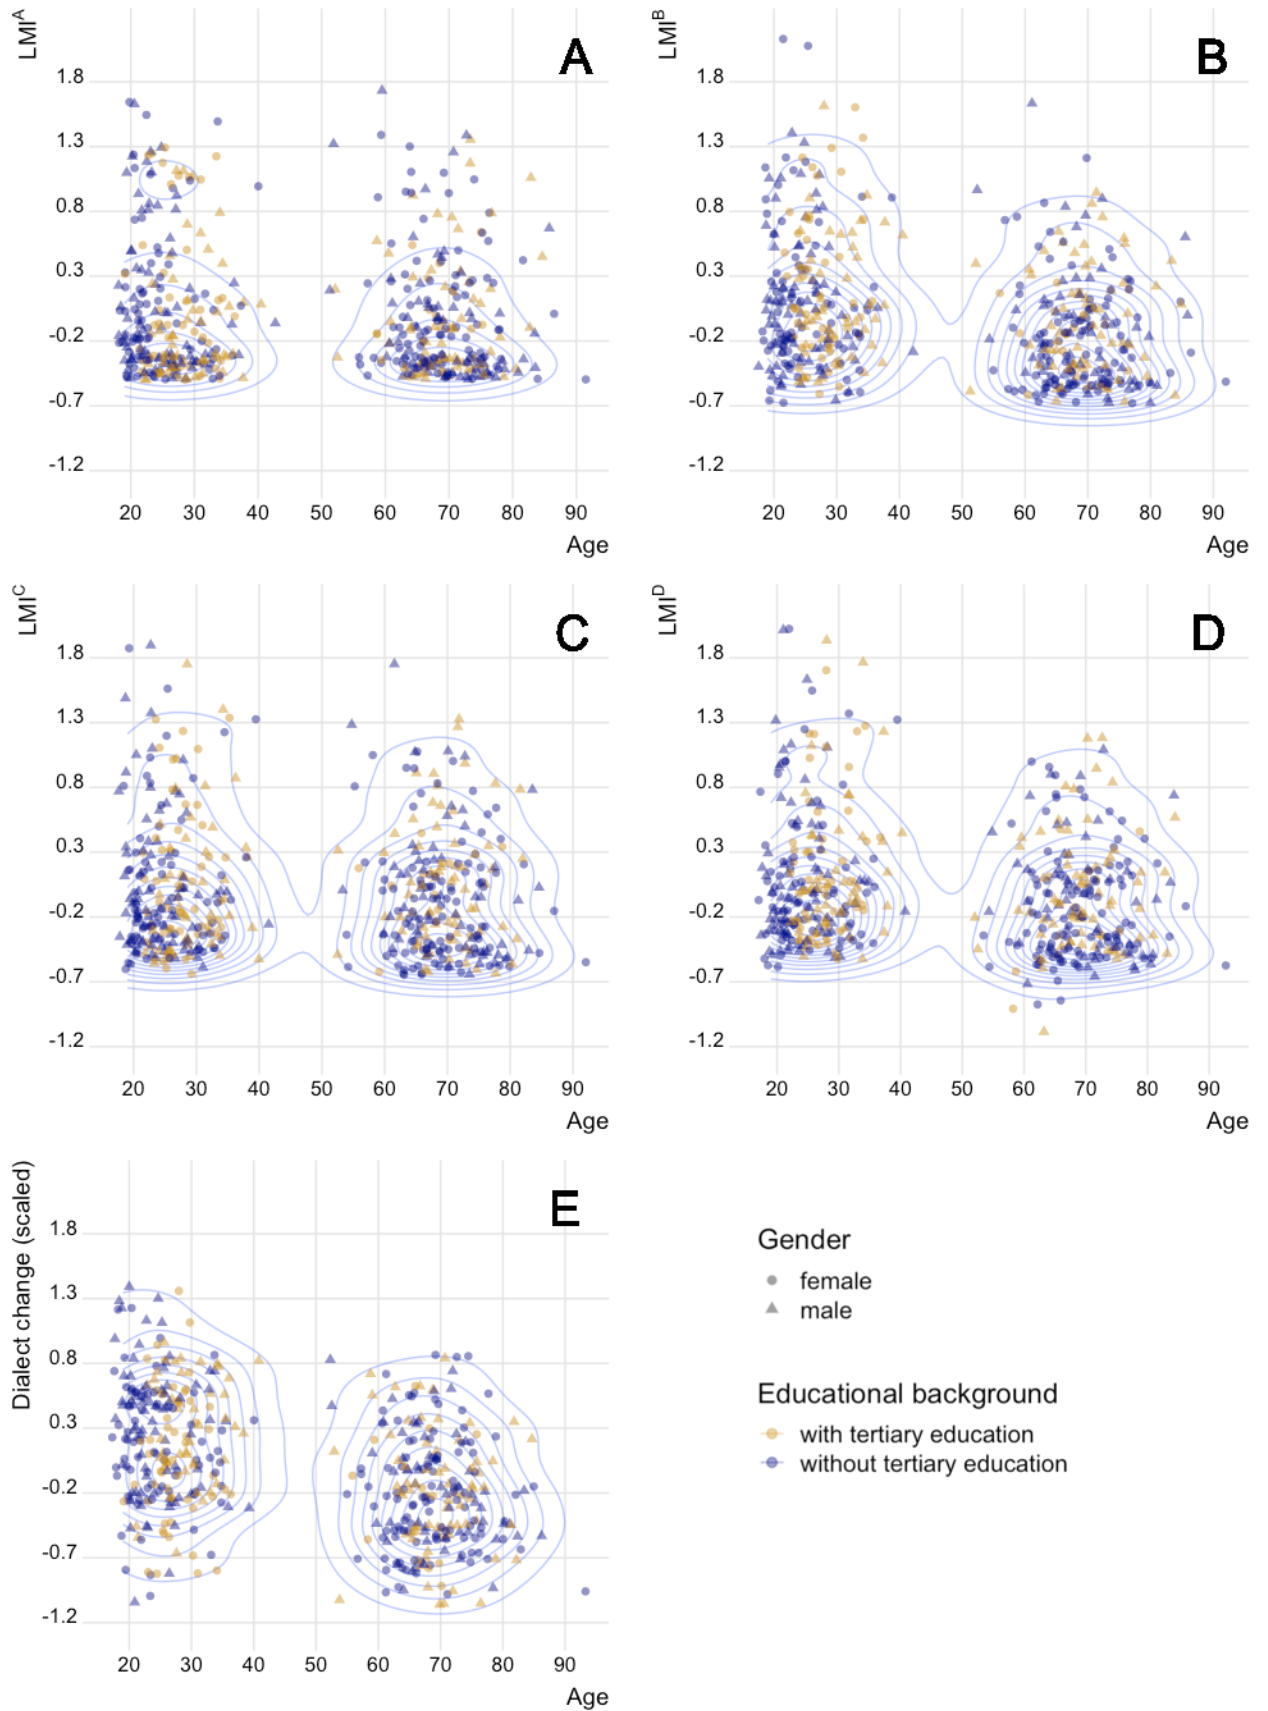 LMI^A
A
1.8
1.3
0.8
0.3
-0.2
-0.7
-1.2
20 30 40 50 60 70 80 90
Age
LMI^B
B
1.8
1.3
0.8
0.3
-0.2
-0.7
-1.2
20 30 40 50 60 70 80 90
Age
LMI^C
C
1.8
1.3
0.8
0.3
-0.2
-0.7
-1.2
20 30 40 50 60 70 80 90
Age
LMI^D
D
1.8
1.3
0.8
0.3
-0.2
-0.7
-1.2
20 30 40 50 60 70 80 90
Age
Dialect change (scaled)
E
1.8
1.3
0.8
0.3
-0.2
-0.7
-1.2
20 30 40 50 60 70 80 90
Age
Gender
female
male
Educational background
with tertiary education
without tertiary education